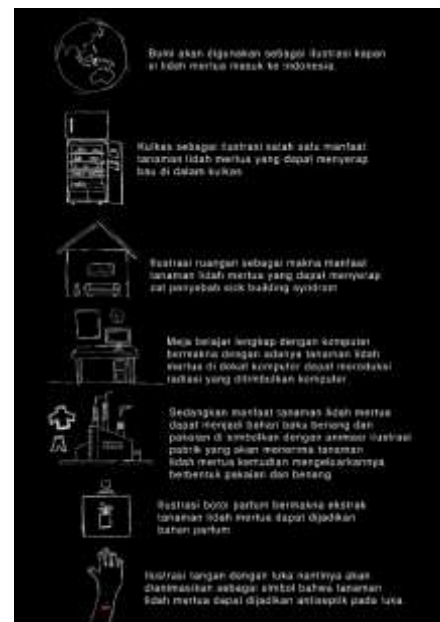 Bumi akan digunakan sebagai ilustrasi kapan
si lidah mertua masuk ke indonesia.
Kulkas sebagai ilustrasi salah satu manfaat
tanaman lidah mertua yang dapat menyerap
bau di dalam kulkas
Ilustrasi ruangan sebagai makna manfaat
tanaman lidah mertua yang dapat menyerap
zat penyebab sick building syndrom
Meja belajar lengkap dengan komputer
bermakna dengan adanya tanaman lidah
mertua di dekat komputer dapat mereduksi
radiasi yang ditimbulkan komputer
Sedangkan manfaat tanaman lidah mertua
dapat menjadi bahan baku benang dan
pakaian di simbolkan dengan animasi ilustrasi
pabrik yang akan menerima tanaman
lidah mertua kemudian mengeluarkannya
berbentuk pakaian dan benang
Ilustrasi botol parfum bermakna ekstrak
tanaman lidah mertua dapat dijadikan
bahan parfum
Ilustrasi tangan dengan luka nantinya akan
dianimasikan sebagai simbol bahwa tanaman
lidah mertua dapat dijadikan antiseptik pada luka.